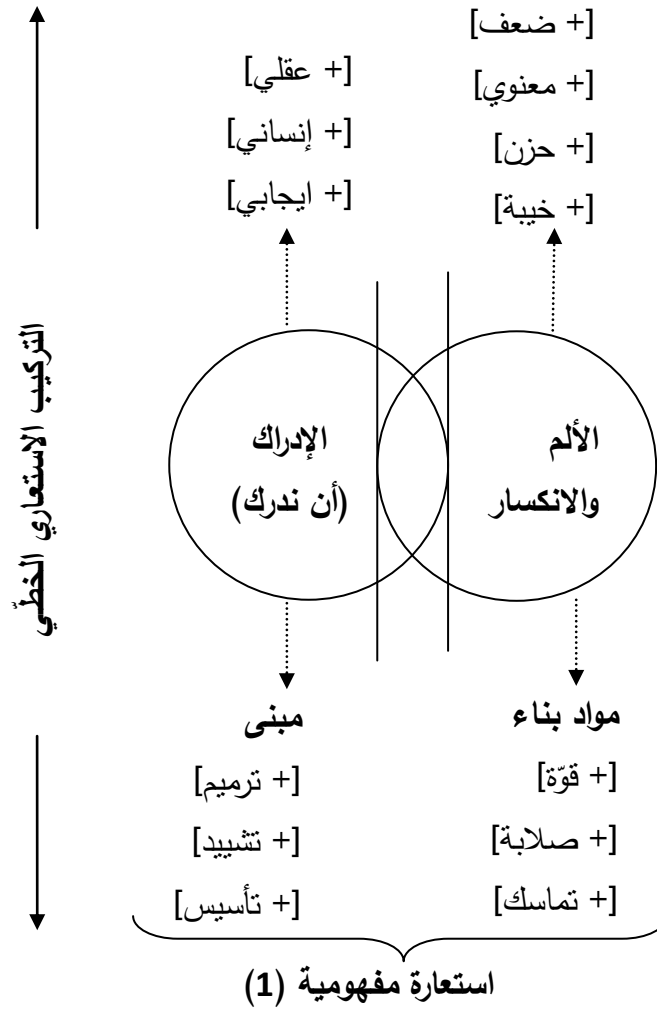 [+ ضعف]
[+ معنوي]
[+ حزن]
[+ خيبة]
[+ عقلي]
[+ إنساني]
[+ ايجابي]
الألم
والانكسار
الإدراك
(أن ندرك)
التركيب الاستعاري الخطّي
مواد بناء
[+ قوّة]
[+ صلابة]
[+ تماسك]
مبنى
[+ ترميم]
[+ تشييد]
[+ تأسيس]
استعارة مفهومية (1)